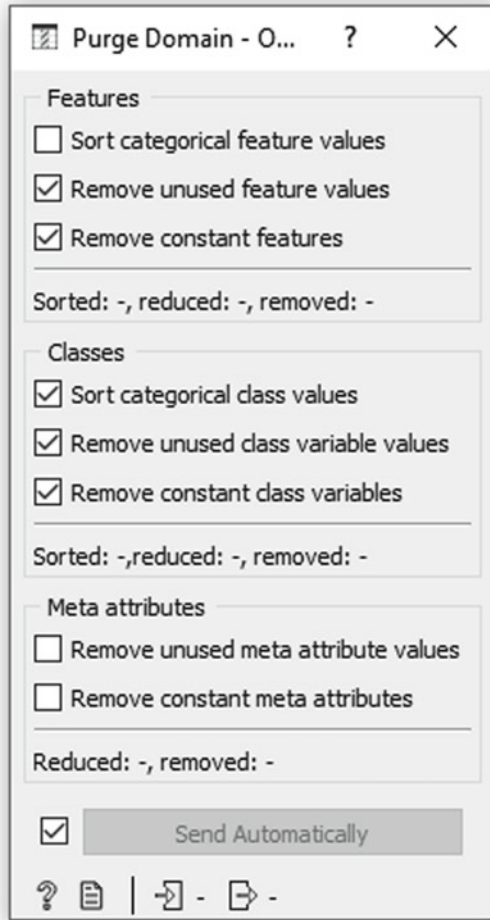 Purge Domain - O... ? 
Features
Sort categorical feature values
Remove unused feature values
Remove constant features
Sorted: -, reduced: -, removed: -
Classes
Sort categorical class values
Remove unused class variable values
Remove constant class variables
Sorted: -,reduced: -, removed: -
Meta attributes
Remove unused meta attribute values
Remove constant meta attributes
Reduced: -, removed: -
Send Automatically
? | - -